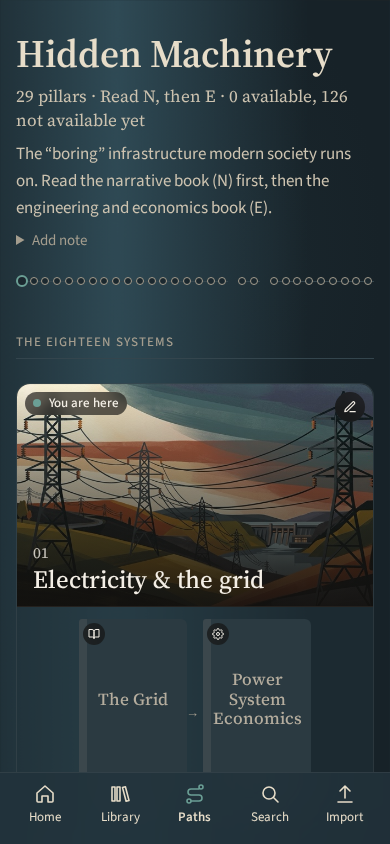 Hidden Machinery
29 pillars · Read N, then E · 0 available, 126
not available yet
The “boring” infrastructure modern society runs
on. Read the narrative book (N) first, then the
engineering and economics book (E).
Add note
THE EIGHTEEN SYSTEMS
You are here
01
Electricity & the grid
The Grid
→
Power
System
Economics
Home
Library
Paths
Search
Import